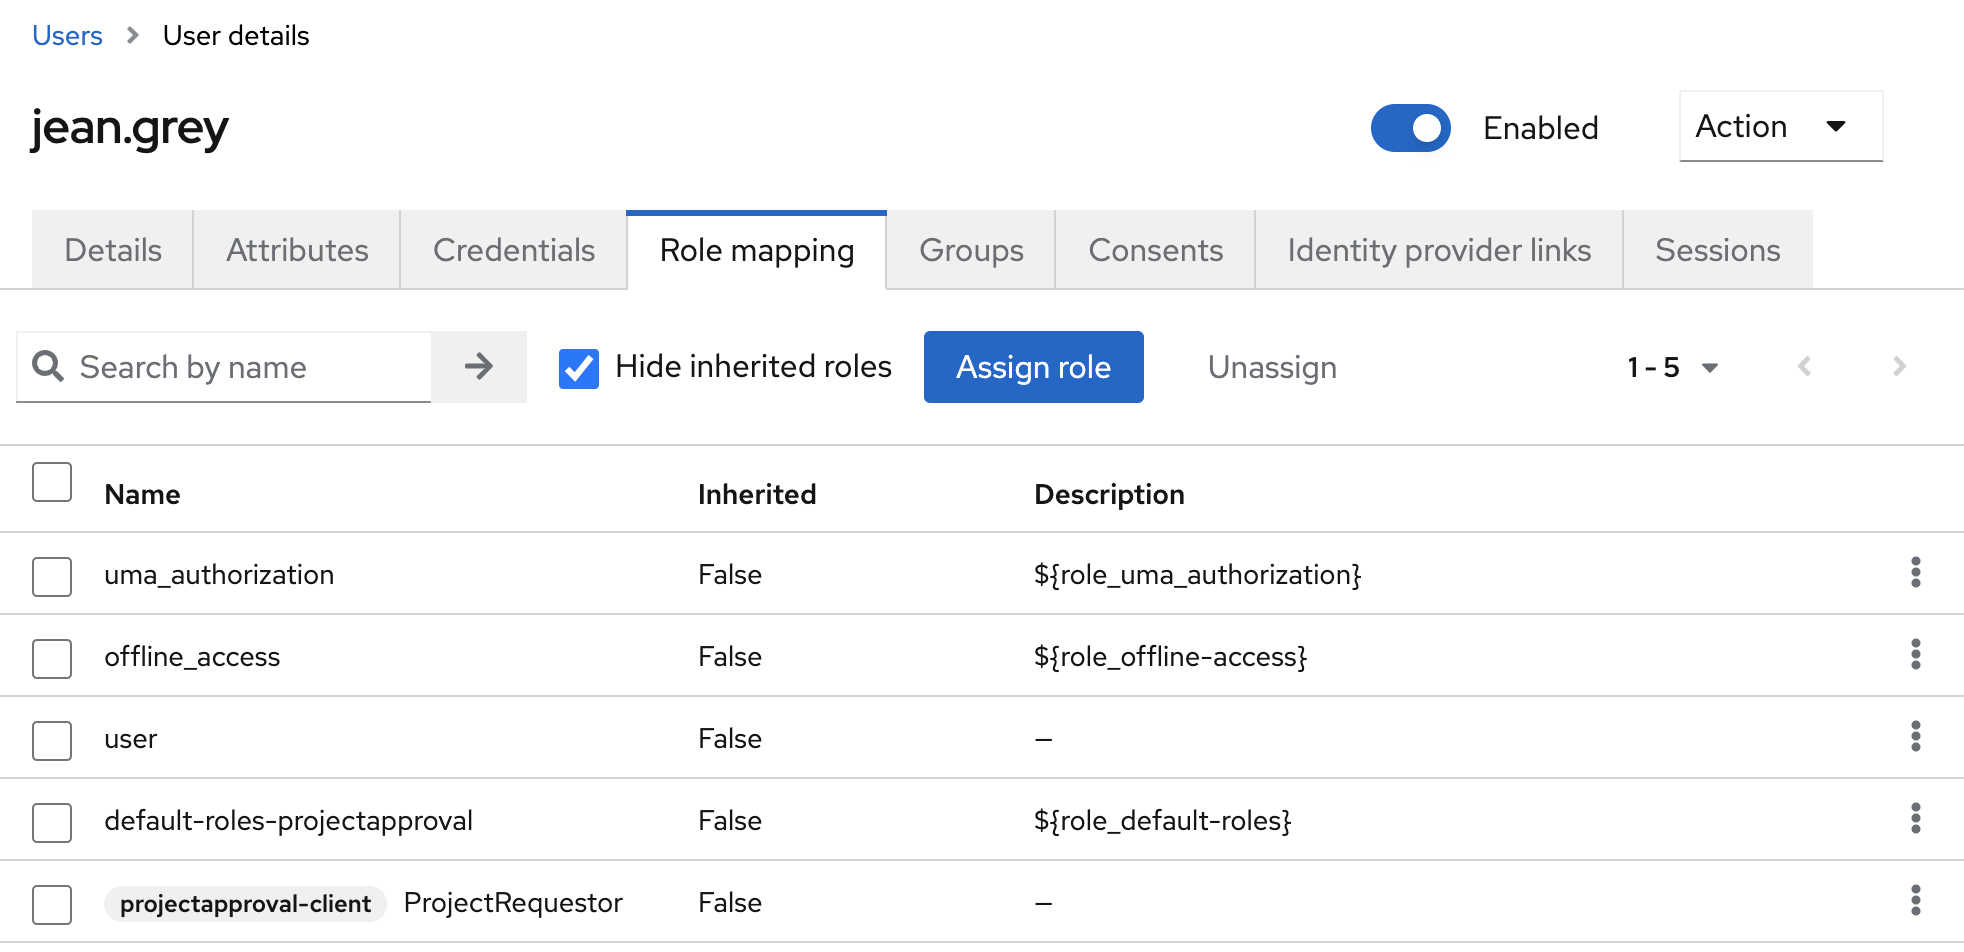 Users > User details
jean.grey
Enabled
Action
Details Attributes Credentials Role mapping Groups Consents Identity provider links Sessions
Search by name Hide inherited roles Assign role Unassign 1 - 5
Name Inherited Description
uma_authorization False ${role_uma_authorization}
offline_access False ${role_offline-access}
user False –
default-roles-projectapproval False ${role_default-roles}
projectapproval-client ProjectRequestor False –